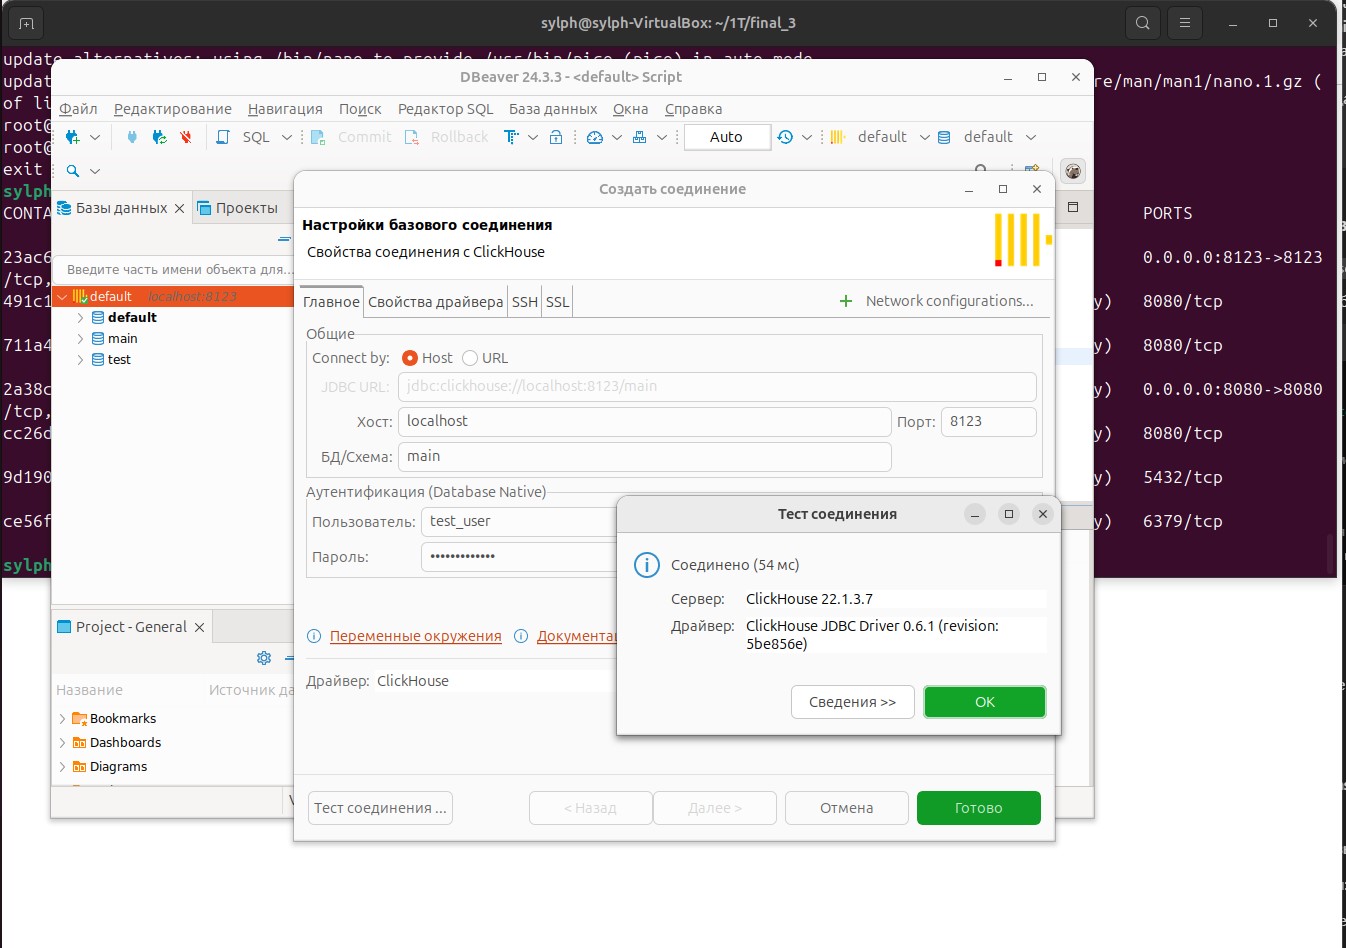 sylph@sylph-VirtualBox: ~/1T/final_3
update-alternatives: using /bin/nano to provide /usr/bin/pico (pico) in auto mode
updat
re/man/man1/nano.1.gz (
of li
root@
root@
exit
sylph
CONTA
PORTS
23ac6
0.0.0.0:8123->8123
/tcp,
491c1
y) 8080/tcp
711a4
y) 8080/tcp
2a38c
y) 0.0.0.0:8080->8080
/tcp,
cc26d
y) 8080/tcp
9d190
y) 5432/tcp
ce56f
y) 6379/tcp
sylph
DBeaver 24.3.3 - <default> Script
Файл Редактирование Навигация Поиск Редактор SQL База данных Окна Справка
SQL Commit Rollback Auto default default
Базы данных Проекты
Введите часть имени объекта для...
default localhost:8123
default
main
test
Project - General
Название Источник да
Bookmarks
Dashboards
Diagrams
Создать соединение
Настройки базового соединения
Свойства соединения с ClickHouse
Главное Свойства драйвера SSH SSL Network configurations...
Общие
Connect by: Host URL
JDBC URL: jdbc:clickhouse://localhost:8123/main
Хост: localhost Порт: 8123
БД/Схема: main
Аутентификация (Database Native)
Пользователь: test_user
Пароль: •••••••••••••
Переменные окружения Документац
Драйвер: ClickHouse
Тест соединения ... < Назад Далее > Отмена Готово
Тест соединения
Соединено (54 мс)
Сервер: ClickHouse 22.1.3.7
Драйвер: ClickHouse JDBC Driver 0.6.1 (revision:
5be856e)
Сведения >> OK